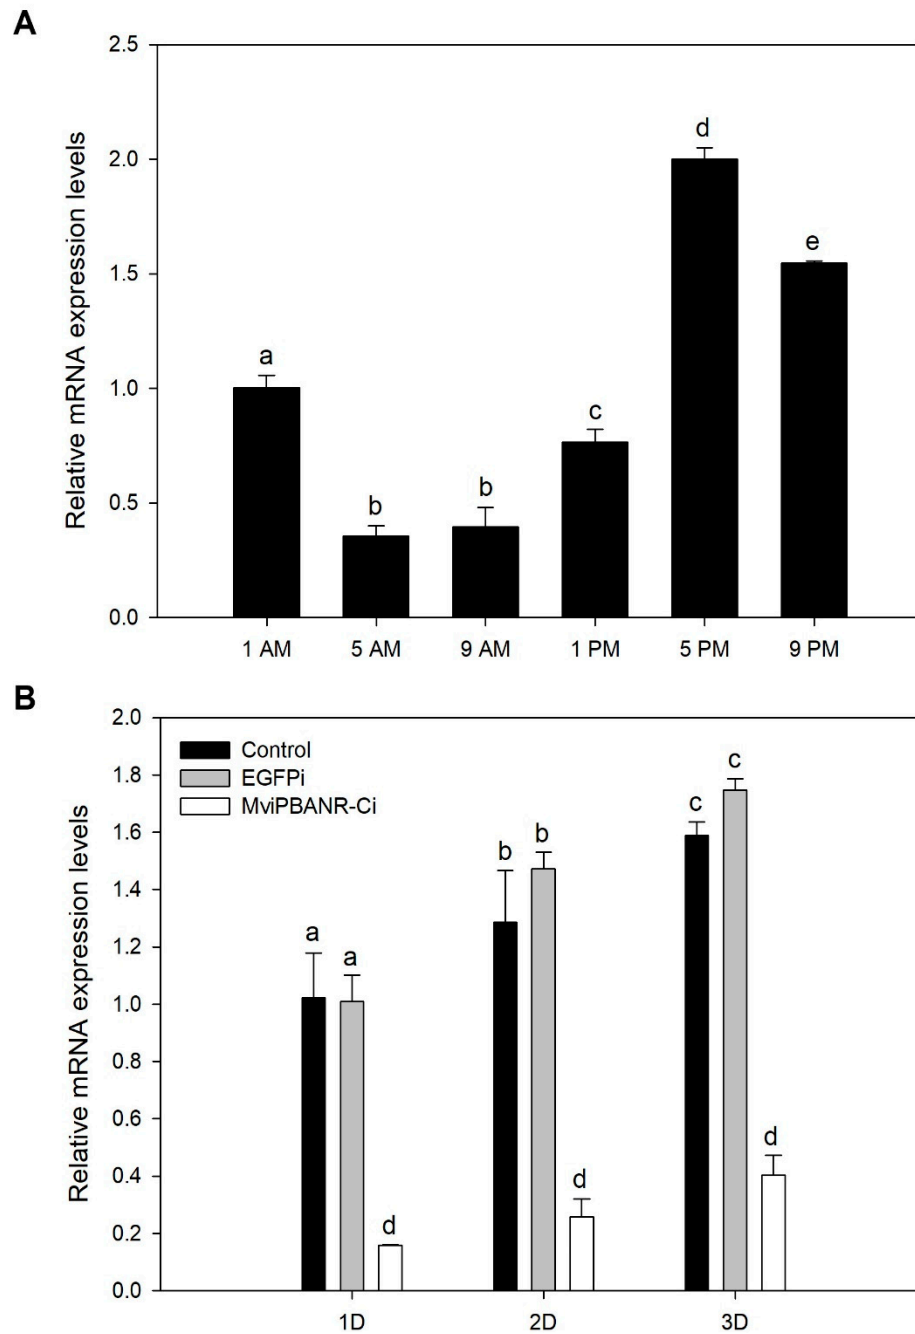 A
Relative mRNA expression levels
2.5
2.0
1.5
1.0
0.5
0.0
a
b
b
c
d
e
1 AM
5 AM
9 AM
1 PM
5 PM
9 PM
B
Relative mRNA expression levels
2.0
1.8
1.6
1.4
1.2
1.0
0.8
0.6
0.4
0.2
0.0
Control
EGFPi
MviPBANR-Ci
a
a
d
b
b
d
c
c
d
1D
2D
3D